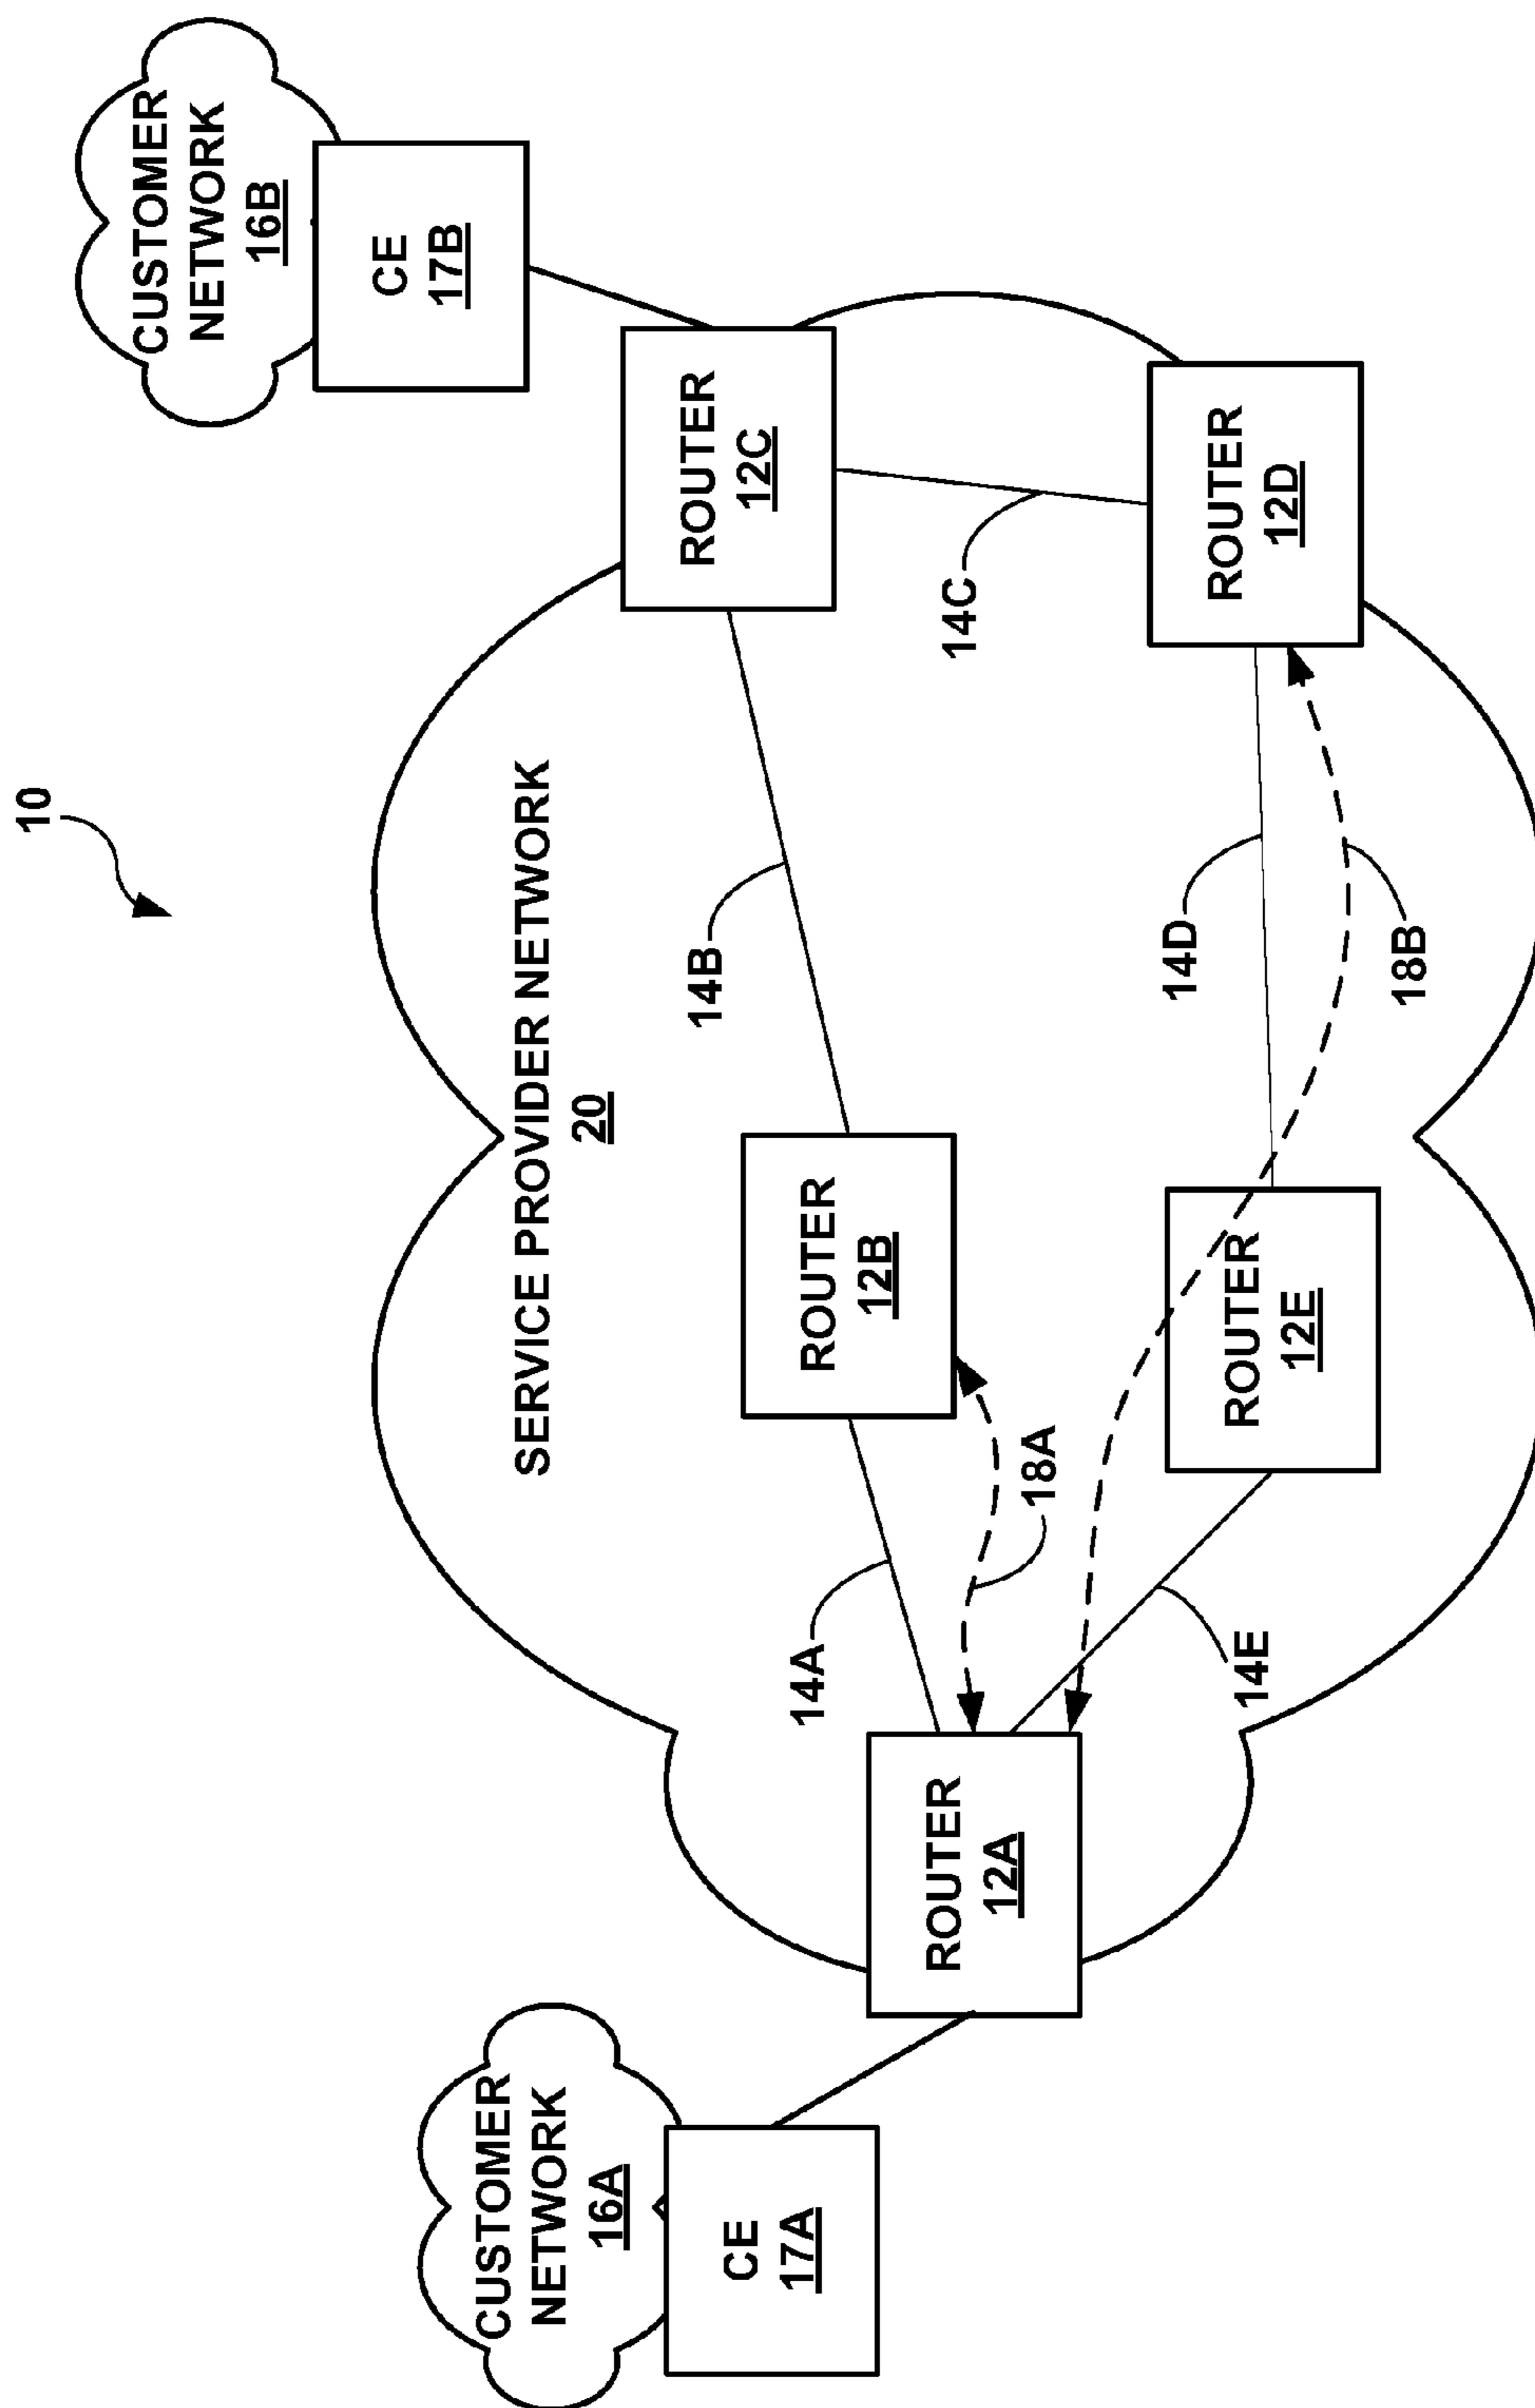 10
CUSTOMER
NETWORK
16B
CE
17B
CUSTOMER
NETWORK
16A
CE
17A
SERVICE PROVIDER NETWORK
20
ROUTER
12C
14B
ROUTER
12B
14A
14C
ROUTER
12A
18A
ROUTER
12D
14D
ROUTER
12E
14E
18B